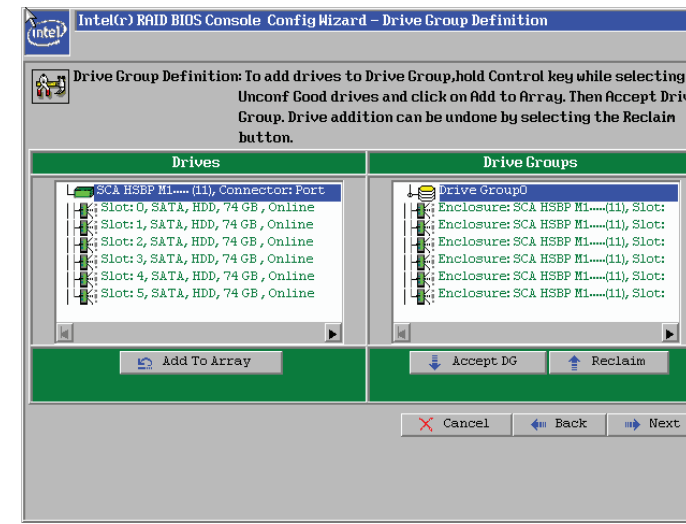 Intel(r) RAID BIOS Console Config Wizard – Drive Group Definition
intel
Drive Group Definition: To add drives to Drive Group,hold Control key while selecting
Unconf Good drives and click on Add to Array. Then Accept Dri
Group. Drive addition can be undone by selecting the Reclaim
button.
Drives
SCA HSBP M1..... (11), Connector: Port
Slot: 0, SATA, HDD, 74 GB , Online
Slot: 1, SATA, HDD, 74 GB , Online
Slot: 2, SATA, HDD, 74 GB , Online
Slot: 3, SATA, HDD, 74 GB , Online
Slot: 4, SATA, HDD, 74 GB , Online
Slot: 5, SATA, HDD, 74 GB , Online
Add To Array
Drive Groups
Drive Group0
Enclosure: SCA HSBP M1.....(11), Slot:
Enclosure: SCA HSBP M1.....(11), Slot:
Enclosure: SCA HSBP M1.....(11), Slot:
Enclosure: SCA HSBP M1.....(11), Slot:
Enclosure: SCA HSBP M1.....(11), Slot:
Enclosure: SCA HSBP M1.....(11), Slot:
Accept DG
Reclaim
Cancel
Back
Next